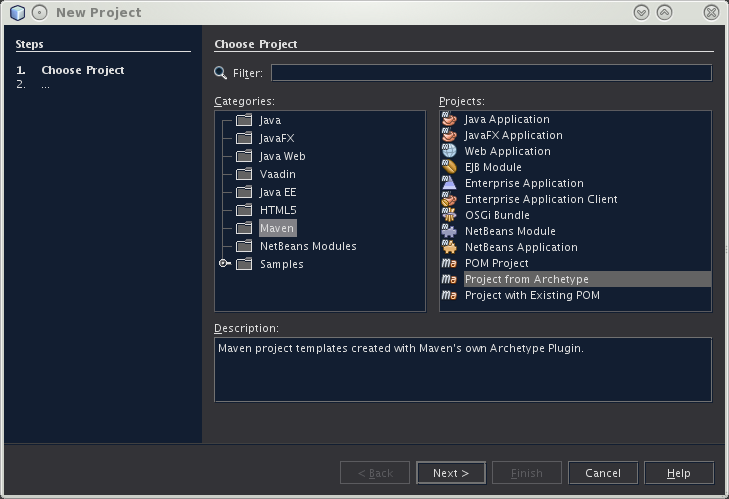 New Project
Steps
1. Choose Project
2. ...
Choose Project
Filter:
Categories:
Java
JavaFX
Java Web
Vaadin
Java EE
HTML5
Maven
NetBeans Modules
Samples
Projects:
Java Application
JavaFX Application
Web Application
EJB Module
Enterprise Application
Enterprise Application Client
OSGi Bundle
NetBeans Module
NetBeans Application
POM Project
Project from Archetype
Project with Existing POM
Description:
Maven project templates created with Maven's own Archetype Plugin.
< Back
Next >
Finish
Cancel
Help